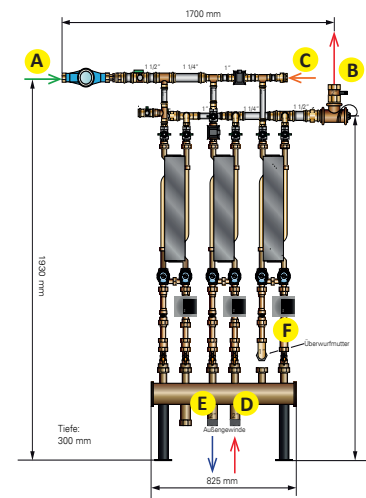 1700 mm
A
C
B
1 1/2"
1 1/4"
1"
1"
1 1/4"
1 1/2"
1930 mm
F
Überwurfmutter
E
D
Außengewinde
Tiefe:
300 mm
825 mm